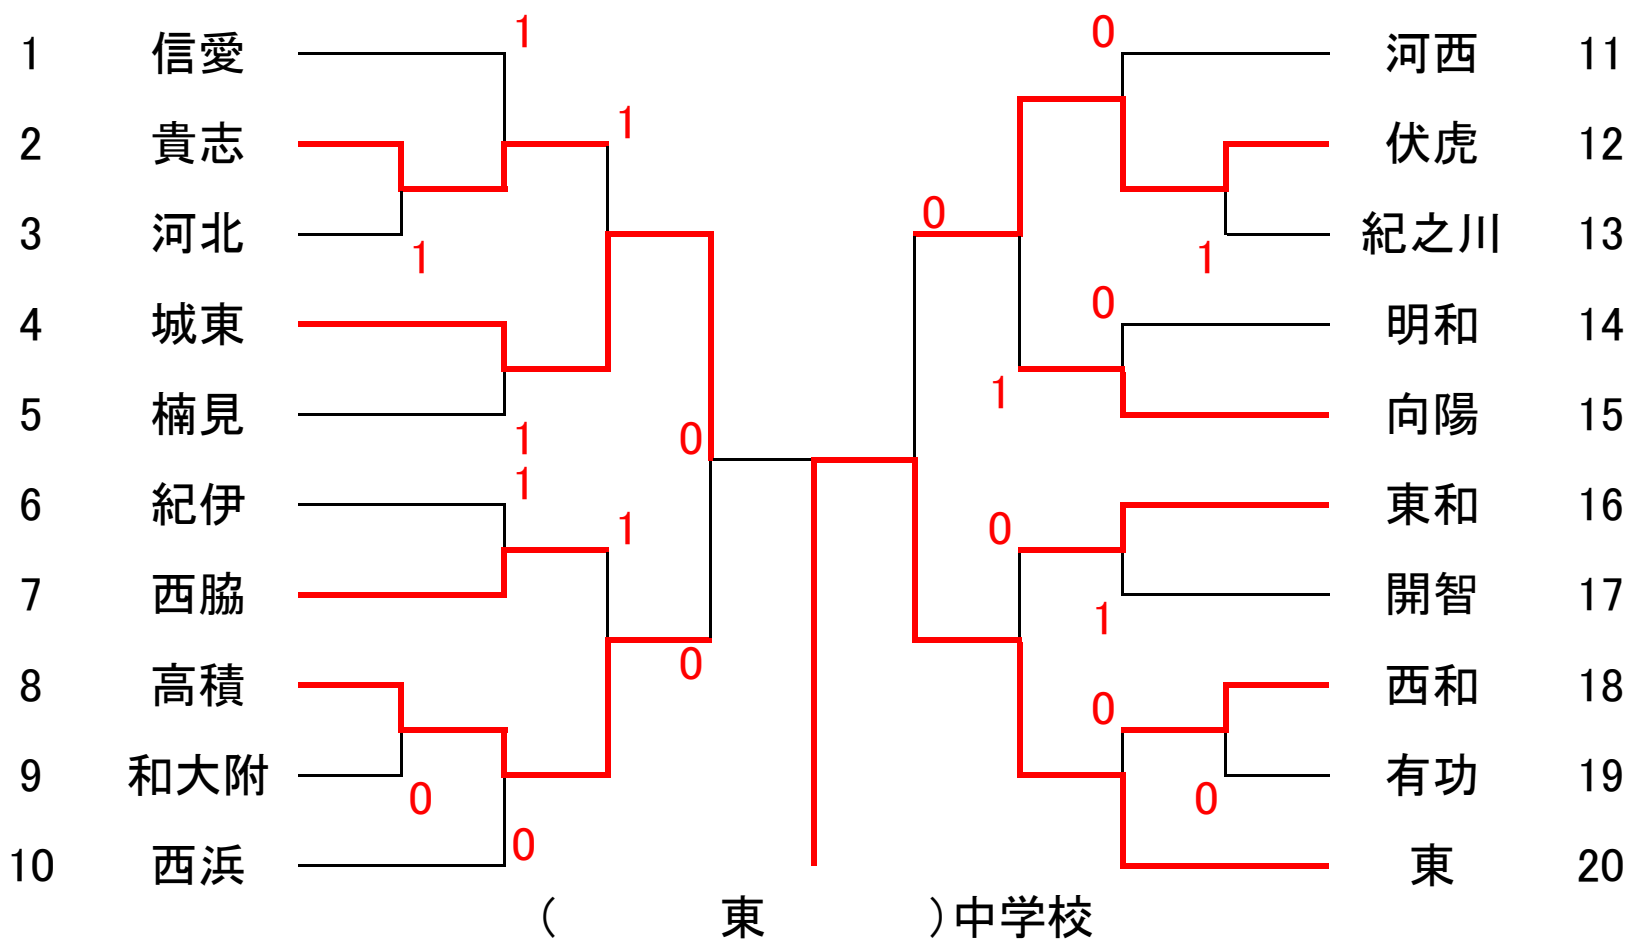 1 信愛 1 0 河西 11
1
2 貴志 伏虎 12
0
3 河北 紀之川 13
1 1
0
4 城東 明和 14
1
5 楠見 向陽 15
1 0
1
6 紀伊 東和 16
1 0
7 西脇 開智 17
1
0
8 高積 西和 18
0
9 和大附 有功 19
0 0
0
10 西浜 東 20
( 東 )中学校